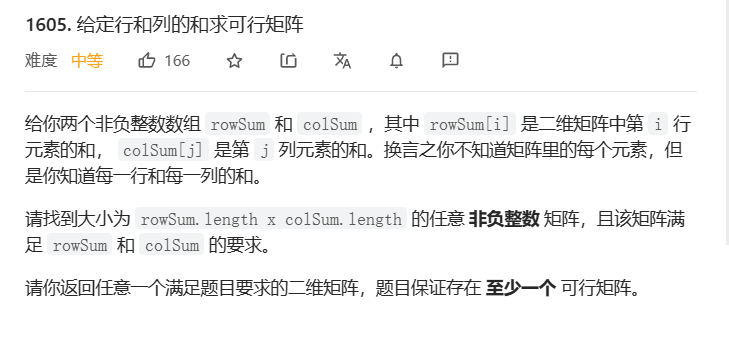 1605. 给定行和列的和求可行矩阵
难度 中等 166
给你两个非负整数数组 rowSum 和 colSum ，其中 rowSum[i] 是二维矩阵中第 i 行
元素的和， colSum[j] 是第 j 列元素的和。换言之你不知道矩阵里的每个元素，但
是你知道每一行和每一列的和。
请找到大小为 rowSum.length x colSum.length 的任意 非负整数 矩阵，且该矩阵满
足 rowSum 和 colSum 的要求。
请你返回任意一个满足题目要求的二维矩阵，题目保证存在 至少一个 可行矩阵。